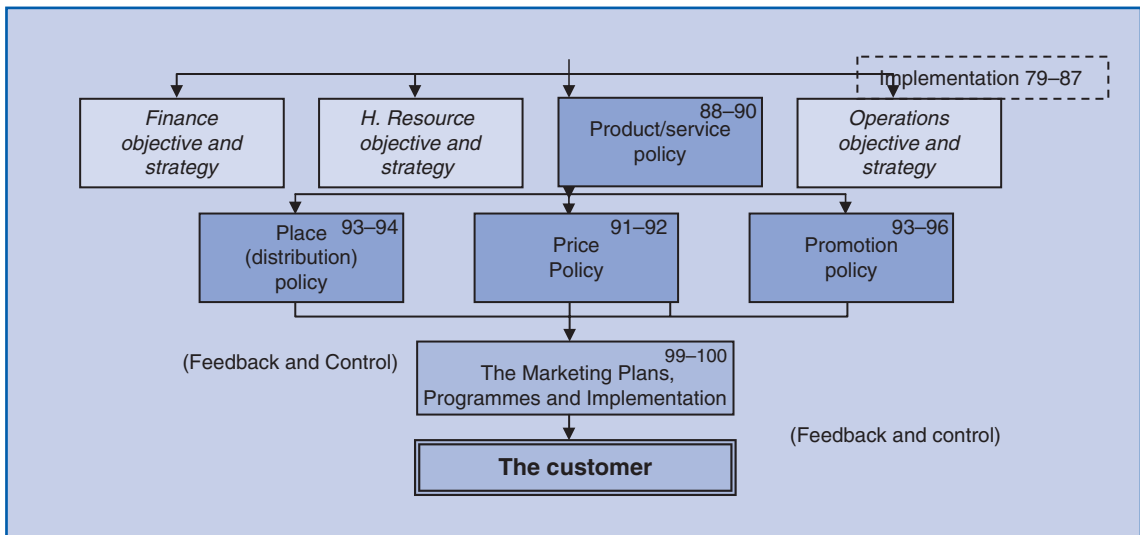 Implementation 79–87
Finance
objective and
strategy
H. Resource
objective and
strategy
88–90
Product/service
policy
Operations
objective and
strategy
93–94
Place
(distribution)
policy
91–92
Price
Policy
93–96
Promotion
policy
(Feedback and Control)
99–100
The Marketing Plans,
Programmes and Implementation
(Feedback and control)
The customer